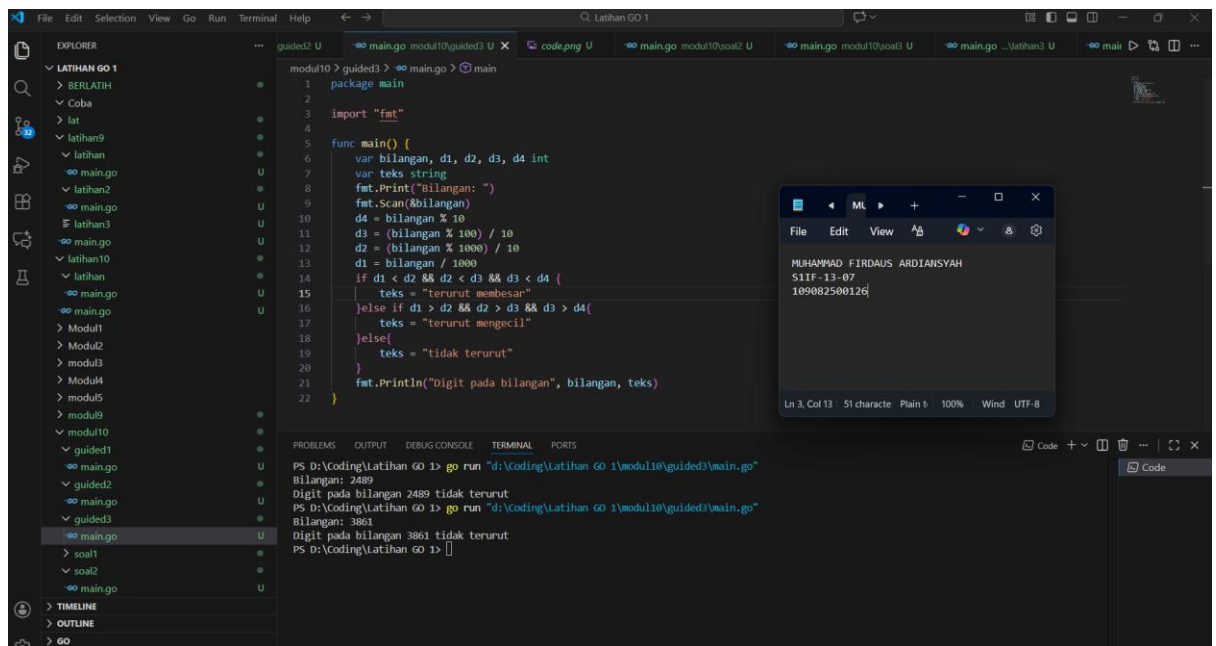 File Edit Selection View Go Run Terminal Help
Latihan GO 1
EXPLORER
LATIHAN GO 1
BERLATIH
Coba
lat
latihan9
latihan
main.go U
latihan2
main.go U
latihan3 U
main.go U
latihan10
latihan
main.go U
main.go U
Modul1
Modul2
modul3
Modul4
modul5
modul9
modul10
guided1
main.go U
guided2
main.go U
guided3
main.go U
soal1
soal2
main.go U
TIMELINE
OUTLINE
GO
32
guided2 U
main.go modul10\guided3 U
code.png U
main.go modul10\soal2 U
main.go modul10\soal3 U
main.go ...\latihan3 U
modul10 > guided3 > main.go > main
1 package main
2
3 import "fmt"
4
5 func main() {
6 var bilangan, d1, d2, d3, d4 int
7 var teks string
8 fmt.Print("Bilangan: ")
9 fmt.Scan(&bilangan)
10 d4 = bilangan % 10
11 d3 = (bilangan % 100) / 10
12 d2 = (bilangan % 1000) / 10
13 d1 = bilangan / 1000
14 if d1 < d2 && d2 < d3 && d3 < d4 {
15 teks = "terurut membesar"
16 }else if d1 > d2 && d2 > d3 && d3 > d4{
17 teks = "terurut mengecil"
18 }else{
19 teks = "tidak terurut"
20 }
21 fmt.Println("Digit pada bilangan", bilangan, teks)
22 }
File Edit View
MUHAMMAD FIRDAUS ARDIANSYAH
S1IF-13-07
109082500126
Ln 3, Col 13 51 characte Plain t 100% Wind UTF-8
PROBLEMS OUTPUT DEBUG CONSOLE TERMINAL PORTS
Code
PS D:\Coding\Latihan GO 1> go run "d:\Coding\Latihan GO 1\modul10\guided3\main.go"
Bilangan: 2489
Digit pada bilangan 2489 tidak terurut
PS D:\Coding\Latihan GO 1> go run "d:\Coding\Latihan GO 1\modul10\guided3\main.go"
Bilangan: 3861
Digit pada bilangan 3861 tidak terurut
PS D:\Coding\Latihan GO 1>
Code